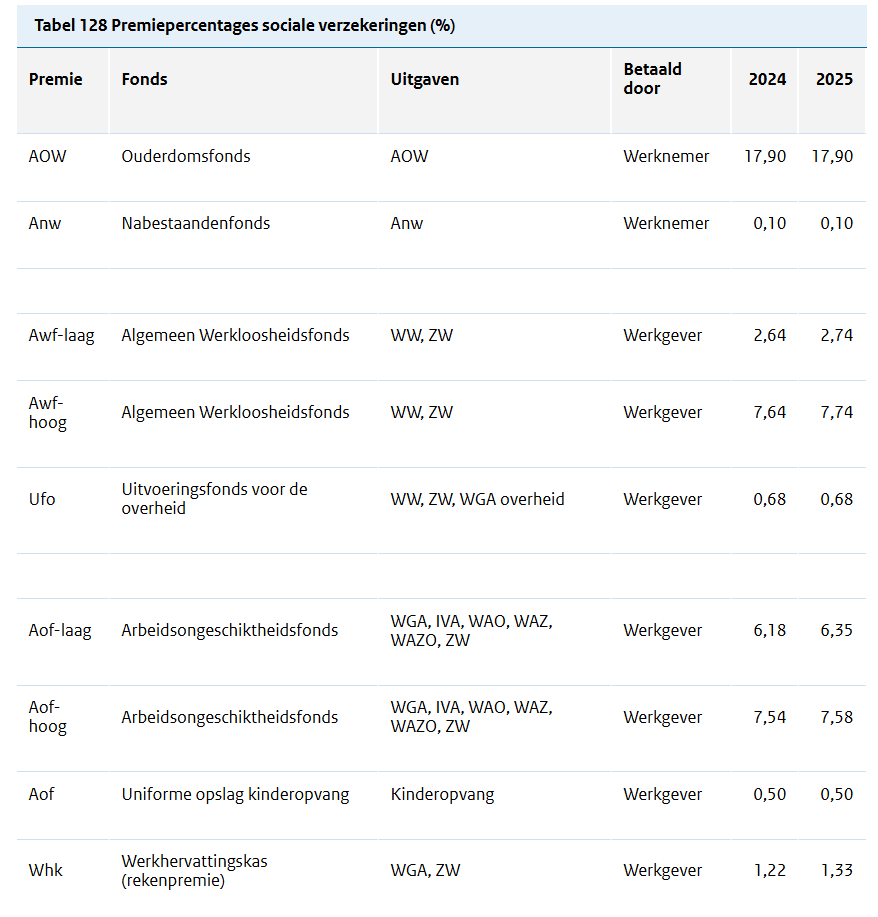 Tabel 128 Premiepercentages sociale verzekeringen (%)
Premie Fonds Uitgaven Betaald door 2024 2025
AOW Ouderdomsfonds AOW Werknemer 17,90 17,90
Anw Nabestaandenfonds Anw Werknemer 0,10 0,10
Awf-laag Algemeen Werkloosheidsfonds WW, ZW Werkgever 2,64 2,74
Awf-hoog Algemeen Werkloosheidsfonds WW, ZW Werkgever 7,64 7,74
Ufo Uitvoeringsfonds voor de overheid WW, ZW, WGA overheid Werkgever 0,68 0,68
Aof-laag Arbeidsongeschiktheidsfonds WGA, IVA, WAO, WAZ, WAZO, ZW Werkgever 6,18 6,35
Aof-hoog Arbeidsongeschiktheidsfonds WGA, IVA, WAO, WAZ, WAZO, ZW Werkgever 7,54 7,58
Aof Uniforme opslag kinderopvang Kinderopvang Werkgever 0,50 0,50
Whk Werkhervattingskas (rekenpremie) WGA, ZW Werkgever 1,22 1,33